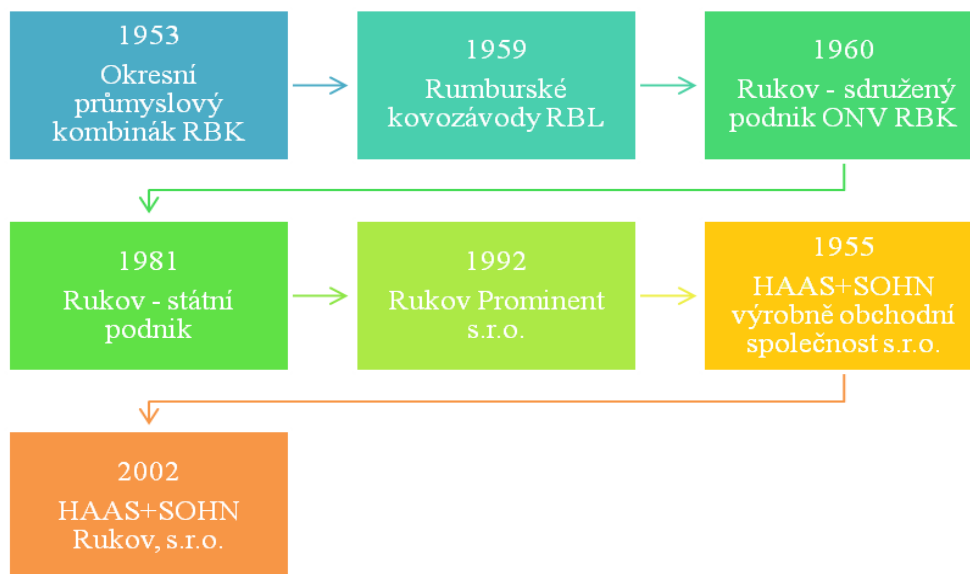 1953
Okresní
průmyslový
kombinák RBK
1959
Rumburské
kovozávody RBL
1960
Rukov - sdružený
podnik ONV RBK
1981
Rukov - státní
podnik
1992
Rukov Prominent
s.r.o.
1955
HAAS+SOHN
výrobně obchodní
společnost s.r.o.
2002
HAAS+SOHN
Rukov, s.r.o.